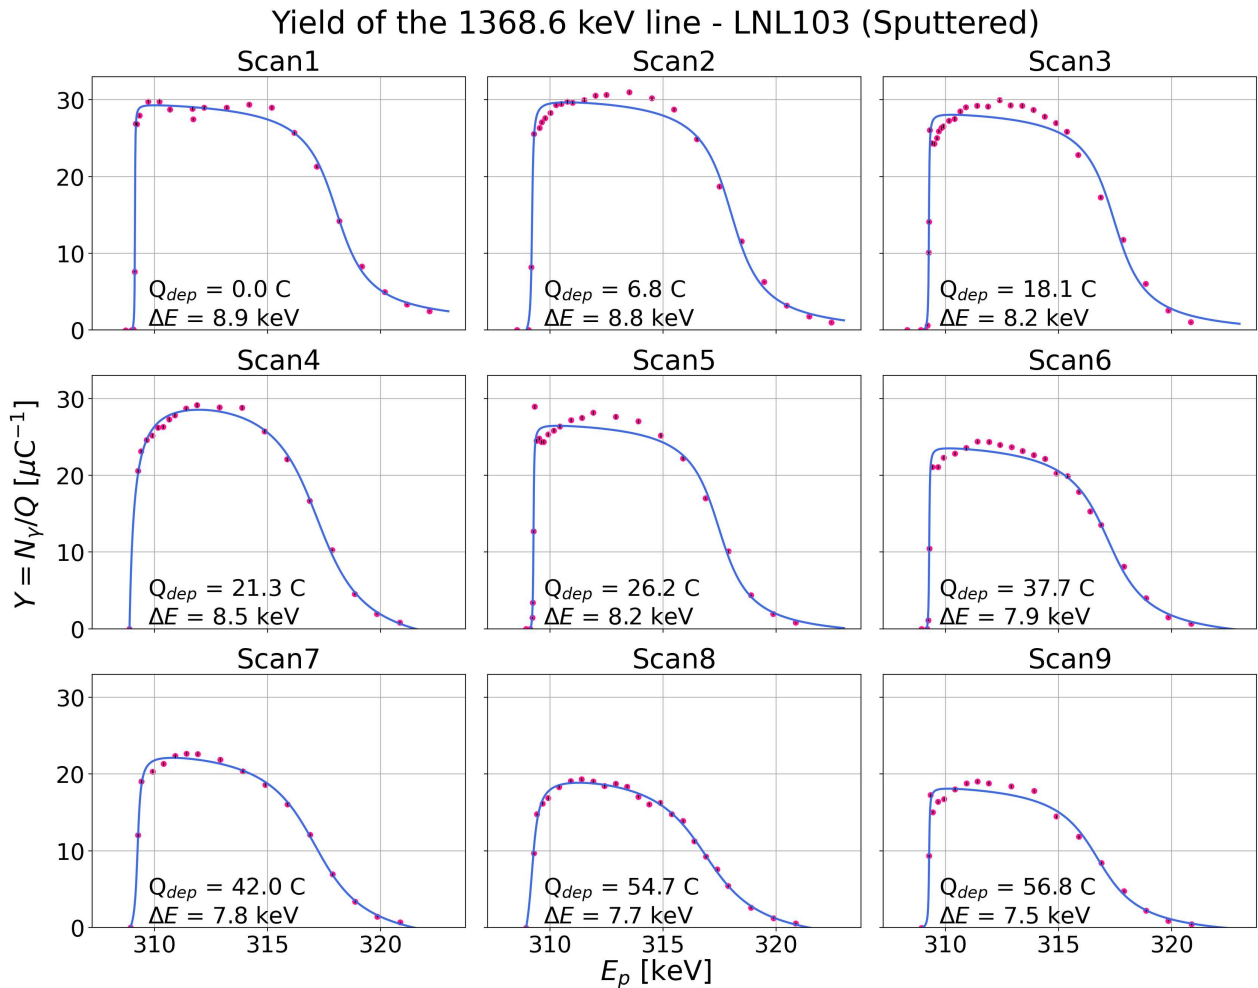 Yield of the 1368.6 keV line - LNL103 (Sputtered)
Scan1
Scan2
Scan3
30
20
10
0
Q_dep = 0.0 C
ΔE = 8.9 keV
Q_dep = 6.8 C
ΔE = 8.8 keV
Q_dep = 18.1 C
ΔE = 8.2 keV
Scan4
Scan5
Scan6
30
20
10
0
Q_dep = 21.3 C
ΔE = 8.5 keV
Q_dep = 26.2 C
ΔE = 8.2 keV
Q_dep = 37.7 C
ΔE = 7.9 keV
Y = N_γ/Q [μC⁻¹]
Scan7
Scan8
Scan9
30
20
10
0
Q_dep = 42.0 C
ΔE = 7.8 keV
Q_dep = 54.7 C
ΔE = 7.7 keV
Q_dep = 56.8 C
ΔE = 7.5 keV
310 315 320
310 315 320
310 315 320
E_p [keV]